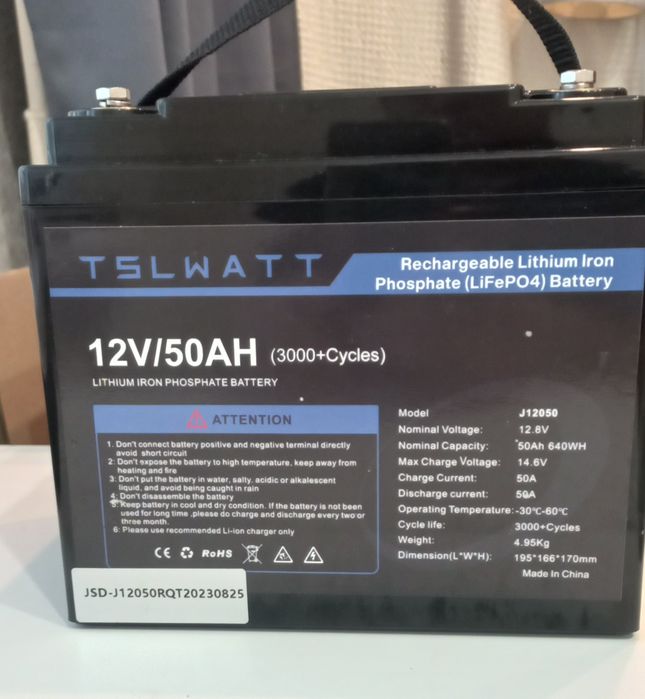 TSLWATT
Rechargeable Lithium Iron
Phosphate (LiFePO4) Battery
12V/50AH (3000+Cycles)
LITHIUM IRON PHOSPHATE BATTERY
ATTENTION
1. Don't connect battery positive and negative terminal directly
avoid short circuit
2: Don't expose the battery to high temperature, keep away from
heating and fire
3: Don't put the battery in water, salty, acidic or alkalescent
liquid, and avoid being caught in rain
4: Don't disassemble the battery
5: Keep battery in cool and dry condition. If the battery is not been
used for long time ,please do charge and discharge every two or
three month.
6: Please use recommended Li-ion charger only
CE RoHS
Model J12050
Nominal Voltage: 12.8V
Nominal Capacity: 50Ah 640WH
Max Charge Voltage: 14.6V
Charge Current: 50A
Discharge current: 50A
Operating Temperature: -30℃-60℃
Cycle life: 3000+Cycles
Weight: 4.95Kg
Dimension(L*W*H): 195*166*170mm
Made In China
JSD-J12050RQT20230825